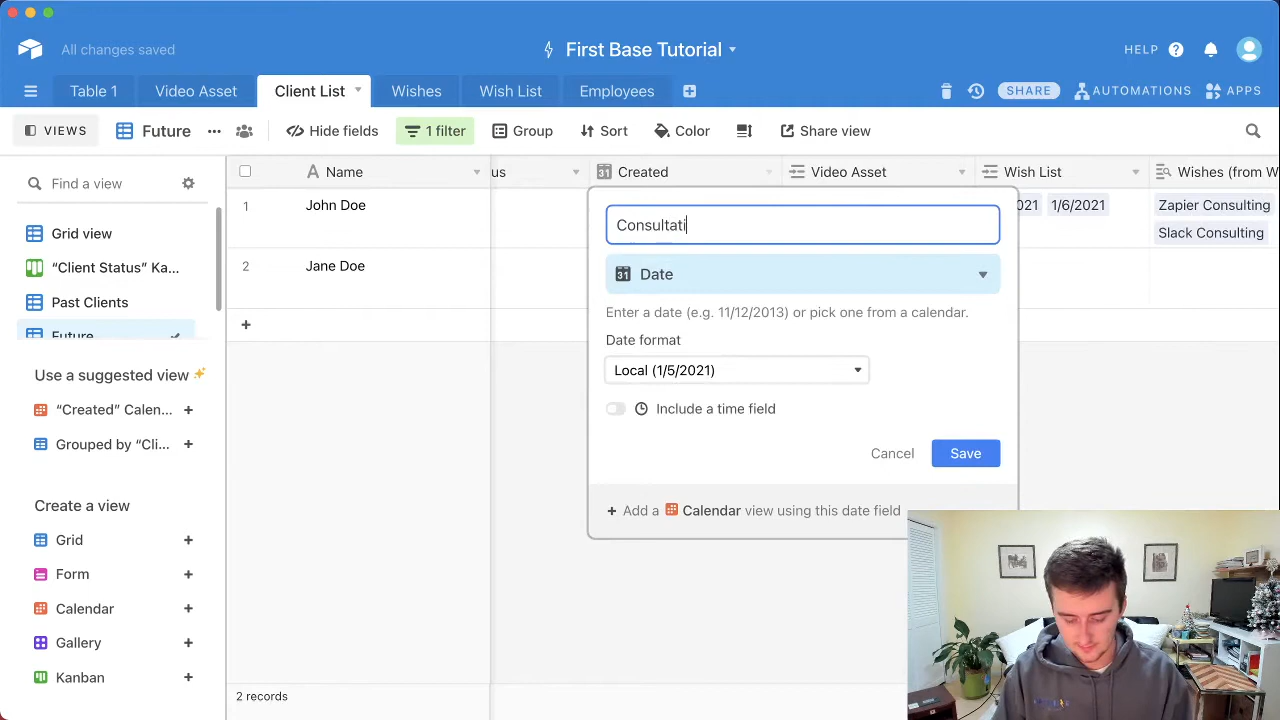 All changes saved
First Base Tutorial
HELP
Table 1
Video Asset
Client List
Wishes
Wish List
Employees
SHARE
AUTOMATIONS
APPS
VIEWS
Future
Hide fields
1 filter
Group
Sort
Color
Share view
Find a view
Grid view
"Client Status" Ka...
Past Clients
Future
Use a suggested view
"Created" Calen...
Grouped by "Cli...
Create a view
Grid
Form
Calendar
Gallery
Kanban
Name
us
Created
Video Asset
Wish List
Wishes (from W
1
John Doe
021
1/6/2021
Zapier Consulting
Slack Consulting
2
Jane Doe
Consultati
31 Date
Enter a date (e.g. 11/12/2013) or pick one from a calendar.
Date format
Local (1/5/2021)
Include a time field
Cancel
Save
+ Add a Calendar view using this date field
2 records